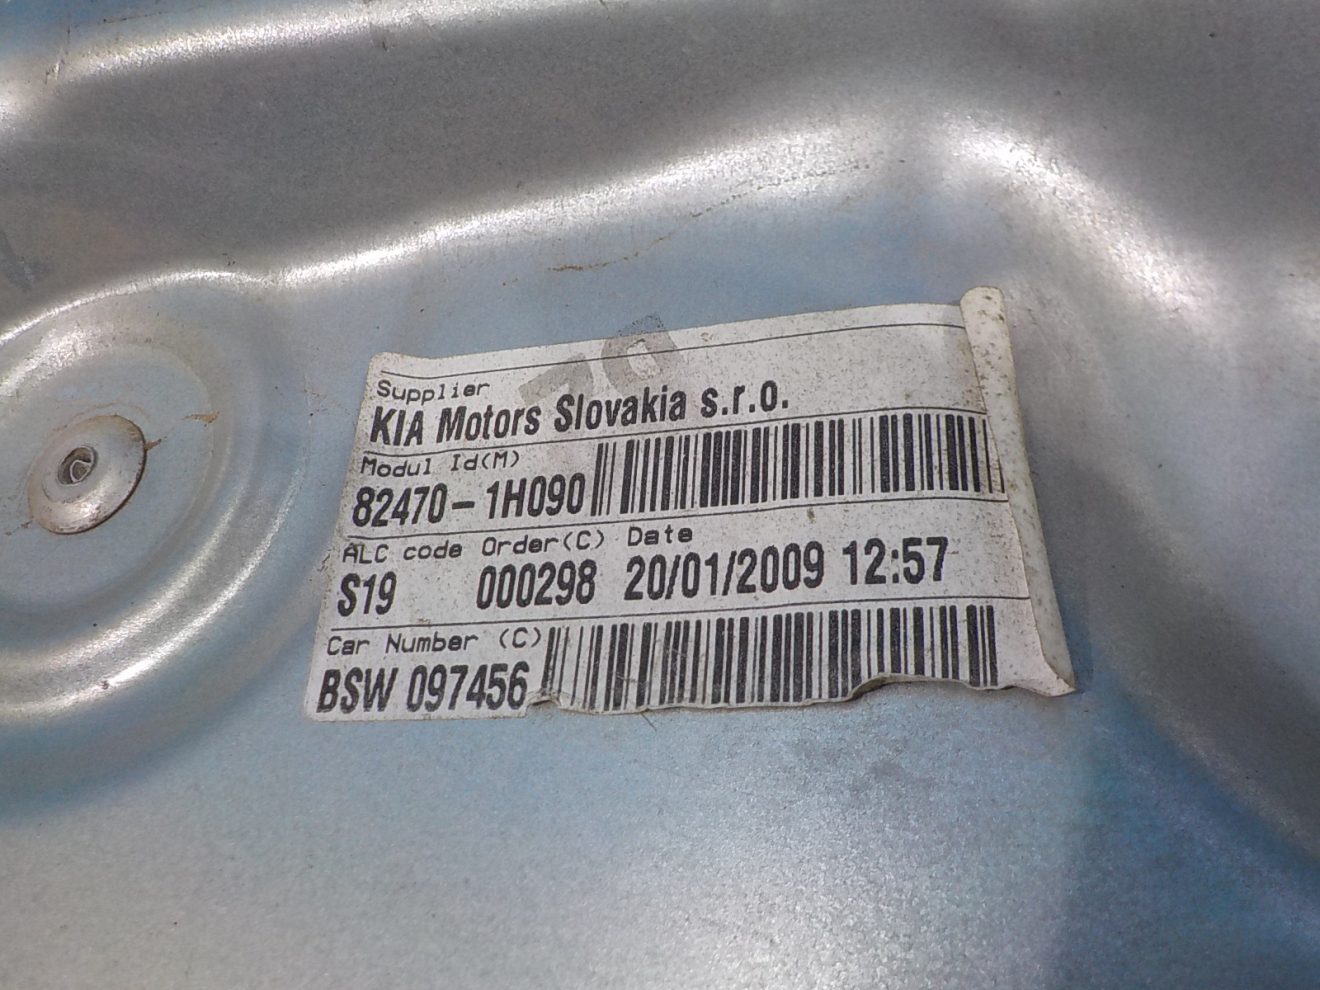 Supplier
KIA Motors Slovakia s.r.o.
Modul Id(M)
82470-1H090
ALC code Order(C) Date
S19 000298 20/01/2009 12:57
Car Number (C)
BSW 097456